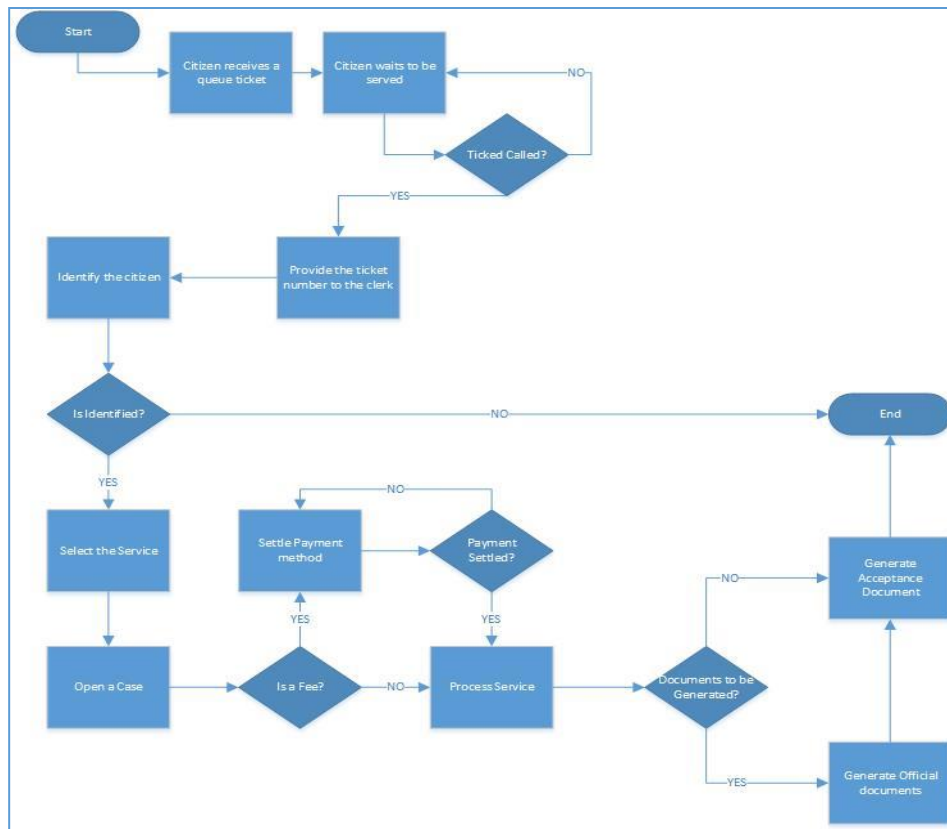 Start
Citizen receives a
queue ticket
Citizen waits to be
served
NO
Ticked Called?
YES
Identify the citizen
Provide the ticket
number to the clerk
Is Identified?
NO
End
YES
Select the Service
Settle Payment
method
NO
Payment
Settled?
Generate
Acceptance
Document
NO
YES
YES
Open a Case
Is a Fee?
NO
Process Service
Documents to be
Generated?
YES
Generate Official
documents